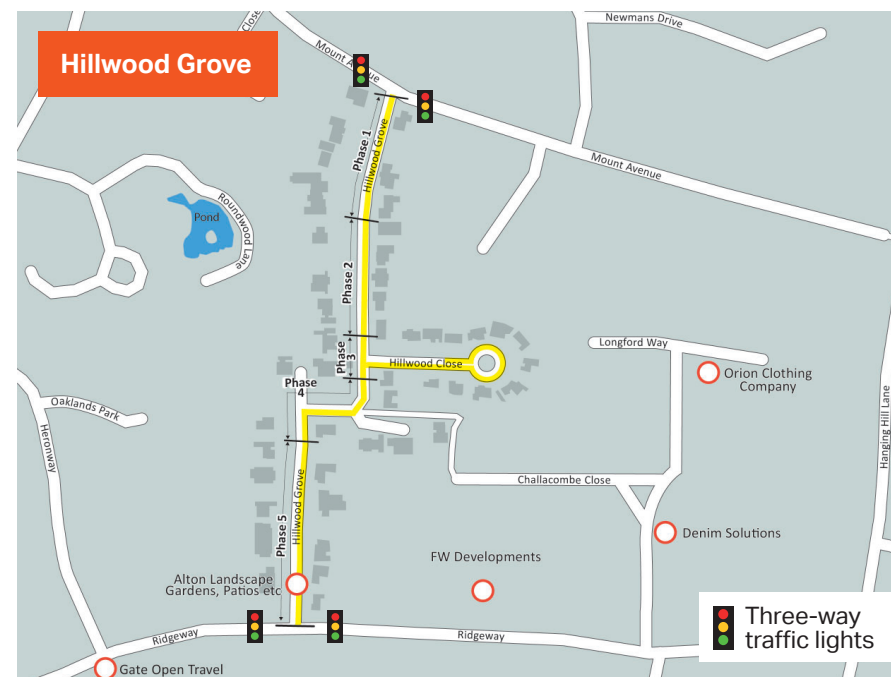 Hillwood Grove
Newmans Drive
Close
Mount Avenue
Mount Avenue
Phase 1
Hillwood Grove
Roundwood Lane
Pond
Phase 2
Phase
3
Hillwood Close
Longford Way
Orion Clothing
Company
Phase
4
Oaklands Park
Heronway
Hanging Hill Lane
Challacombe Close
Hillwood Grove
Phase 5
Denim Solutions
FW Developments
Alton Landscape
Gardens, Patios etc
Ridgeway
Ridgeway
Gate Open Travel
Three-way
traffic lights